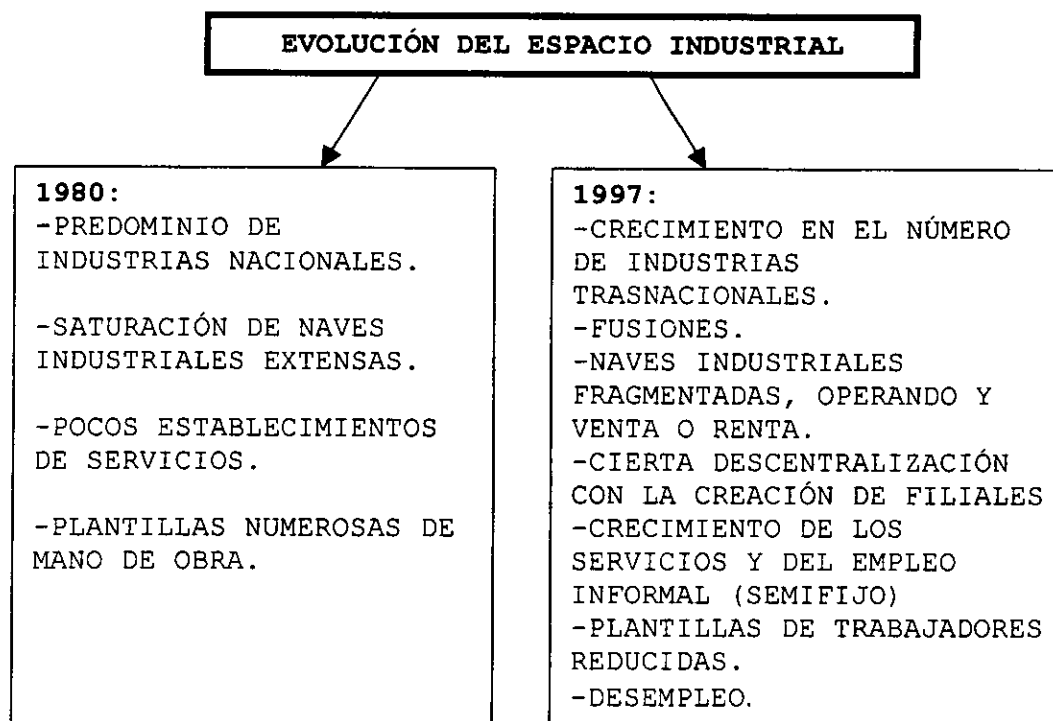 EVOLUCIÓN DEL ESPACIO INDUSTRIAL
1980:
-PREDOMINIO DE
INDUSTRIAS NACIONALES.
-SATURACIÓN DE NAVES
INDUSTRIALES EXTENSAS.
-POCOS ESTABLECIMIENTOS
DE SERVICIOS.
-PLANTILLAS NUMEROSAS DE
MANO DE OBRA.
1997:
-CRECIMIENTO EN EL NÚMERO
DE INDUSTRIAS
TRASNACIONALES.
-FUSIONES.
-NAVES INDUSTRIALES
FRAGMENTADAS, OPERANDO Y
VENTA O RENTA.
-CIERTA DESCENTRALIZACIÓN
CON LA CREACIÓN DE FILIALES
-CRECIMIENTO DE LOS
SERVICIOS Y DEL EMPLEO
INFORMAL (SEMIFIJO)
-PLANTILLAS DE TRABAJADORES
REDUCIDAS.
-DESEMPLEO.